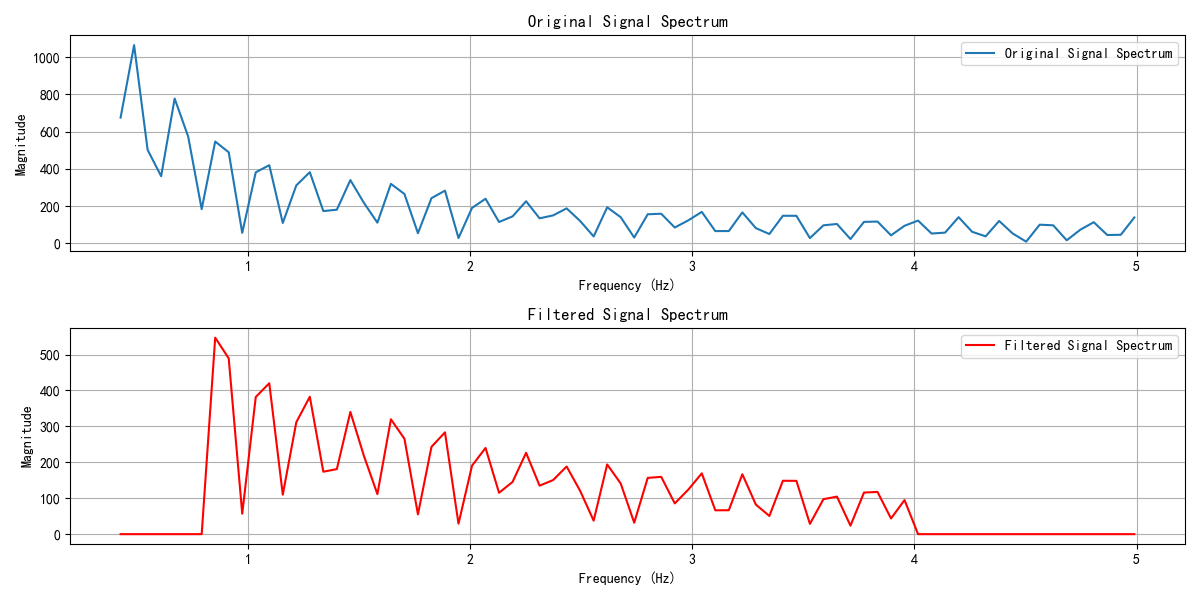 Original Signal Spectrum
Original Signal Spectrum
1000
800
600
400
200
0
Magnitude
1 2 3 4 5
Frequency (Hz)
Filtered Signal Spectrum
Filtered Signal Spectrum
500
400
300
200
100
0
Magnitude
1 2 3 4 5
Frequency (Hz)